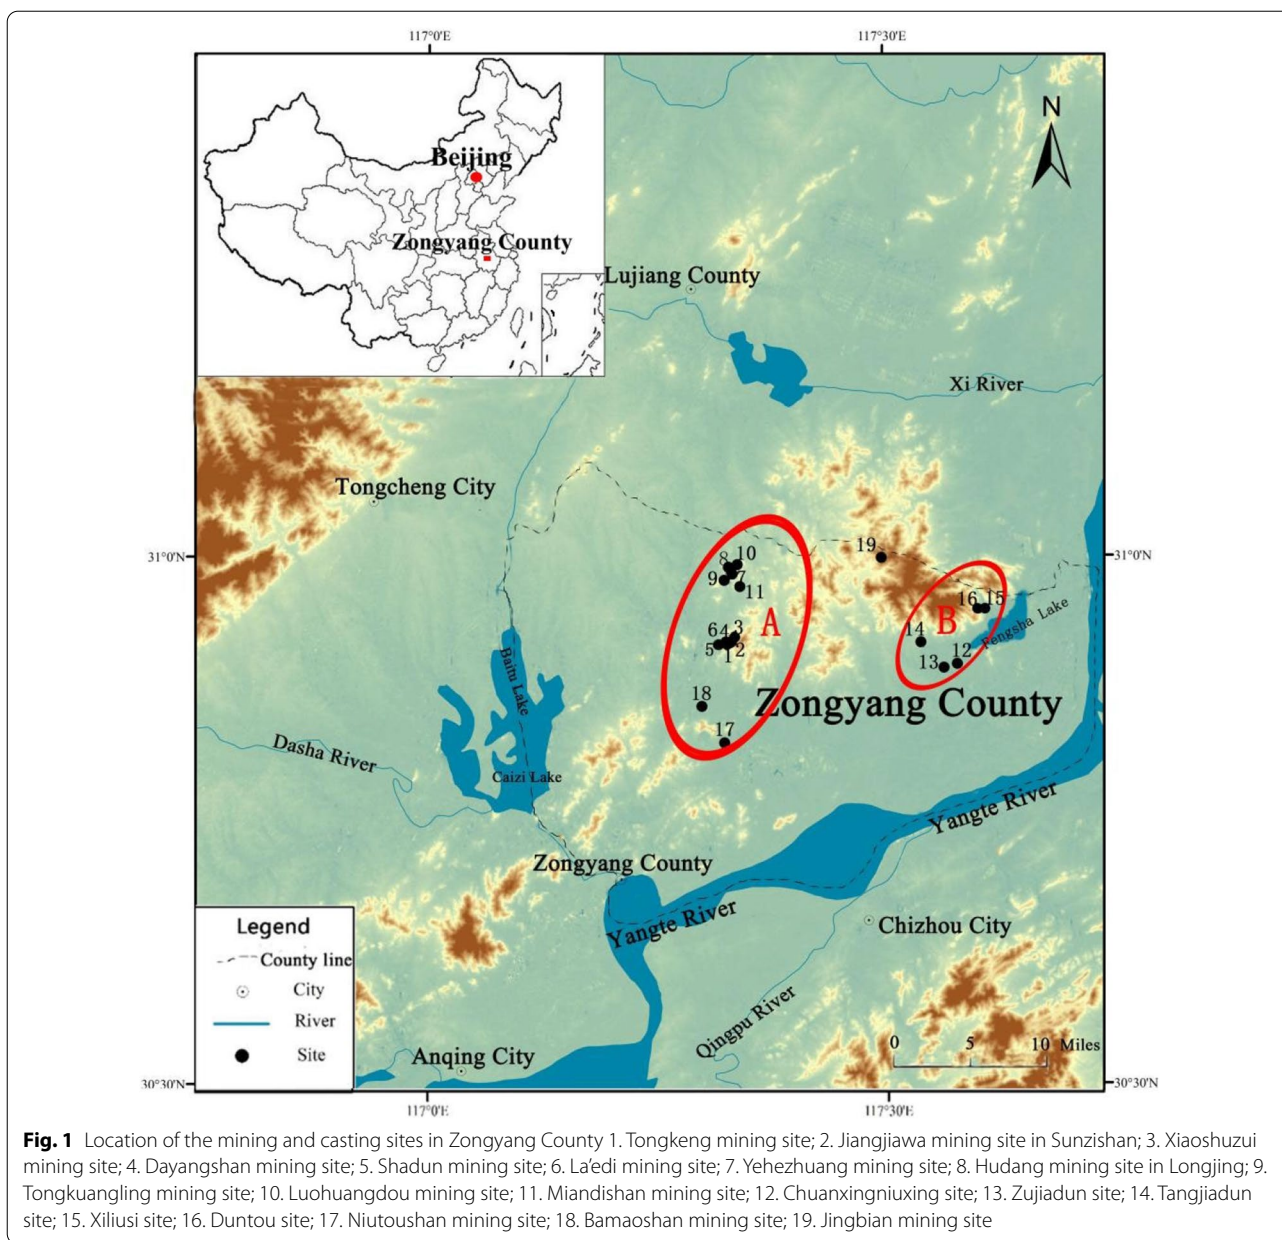 117°0′E
117°30′E
N
Beijing
Zongyang County
Lujiang County
Xi River
Tongcheng City
31°0′N
31°0′N
19
8
10
9
7
11
A
16
15
6
4
3
B
14
Fengsha Lake
5
1
2
13
12
Baitu Lake
18
Zongyang County
17
Dasha River
Caizi Lake
Yangte River
Zongyang County
Yangte River
Chizhou City
Legend
County line
City
River
Site
Qingpu River
0 5 10 Miles
Anqing City
30°30′N
30°30′N
117°0′E
117°30′E
Fig. 1 Location of the mining and casting sites in Zongyang County 1. Tongkeng mining site; 2. Jiangjiawa mining site in Sunzishan; 3. Xiaoshuzui
mining site; 4. Dayangshan mining site; 5. Shadun mining site; 6. La’edi mining site; 7. Yehezhuang mining site; 8. Hudang mining site in Longjing; 9.
Tongkuangling mining site; 10. Luohuangdou mining site; 11. Miandishan mining site; 12. Chuanxingniuxing site; 13. Zujiadun site; 14. Tangjiadun
site; 15. Xiliusi site; 16. Duntou site; 17. Niutoushan mining site; 18. Bamaoshan mining site; 19. Jingbian mining site